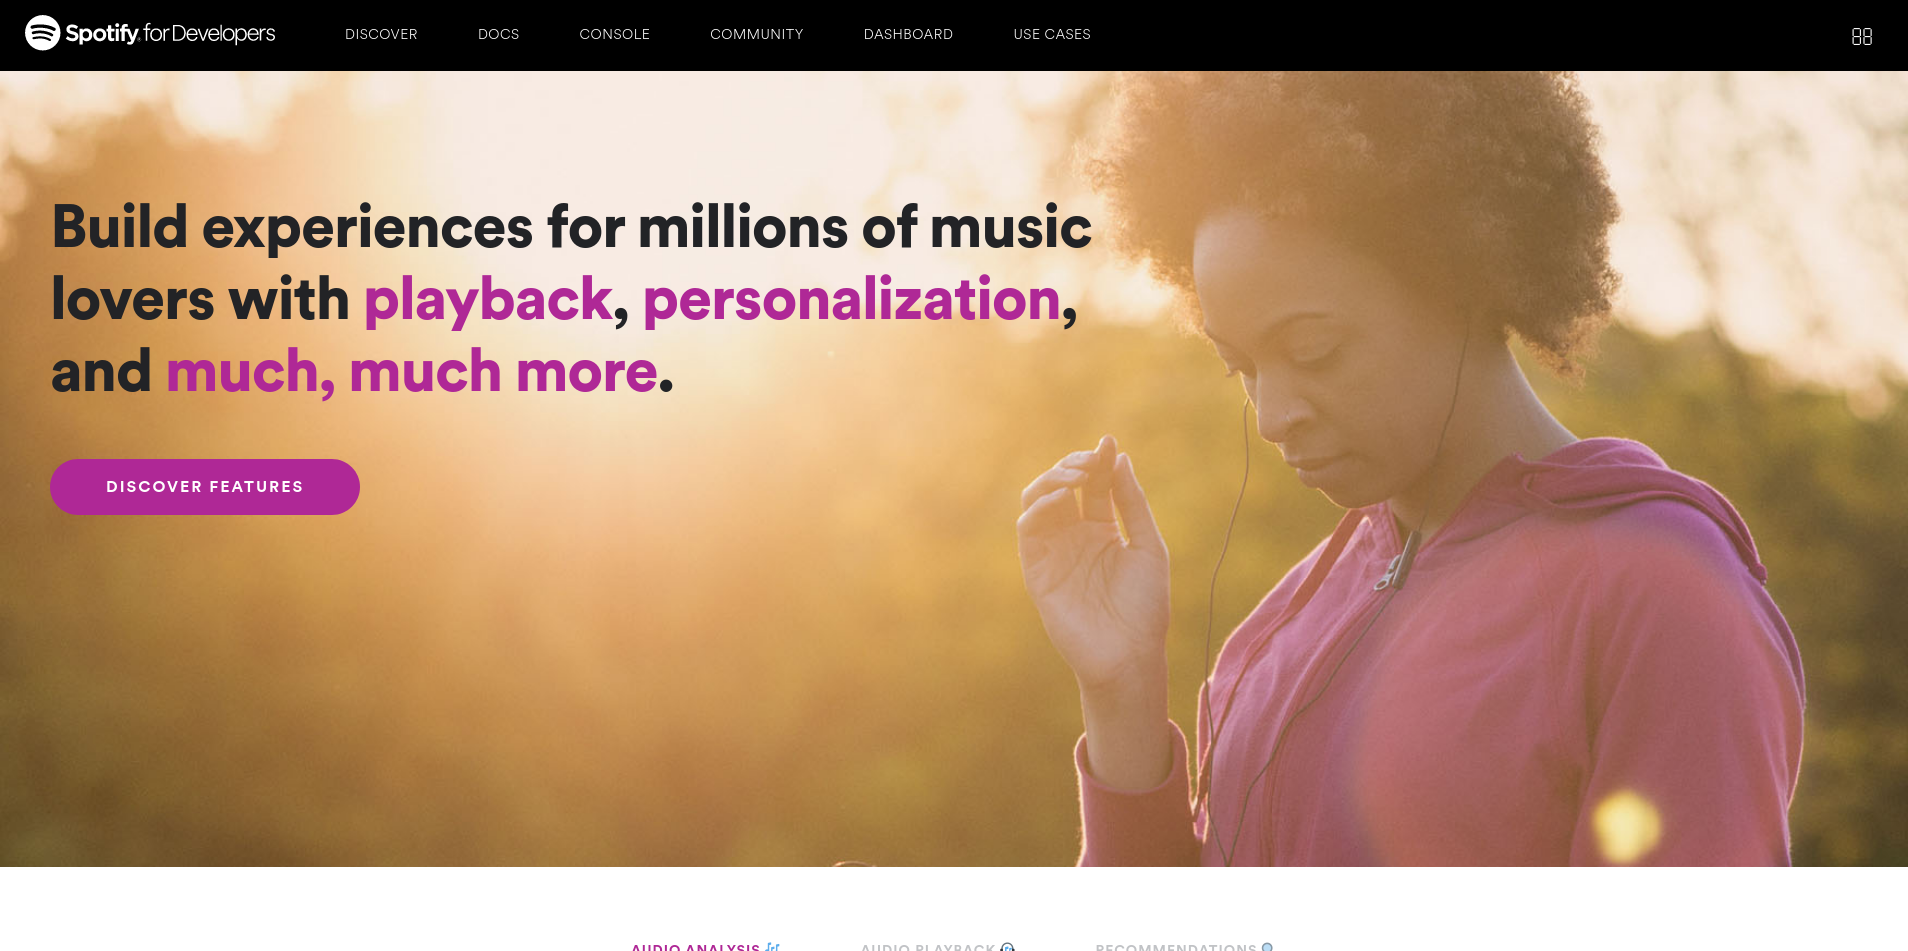 Spotify for Developers
DISCOVER
DOCS
CONSOLE
COMMUNITY
DASHBOARD
USE CASES
Build experiences for millions of music
lovers with playback, personalization,
and much, much more.
DISCOVER FEATURES
AUDIO ANALYSIS
AUDIO PLAYBACK
RECOMMENDATIONS